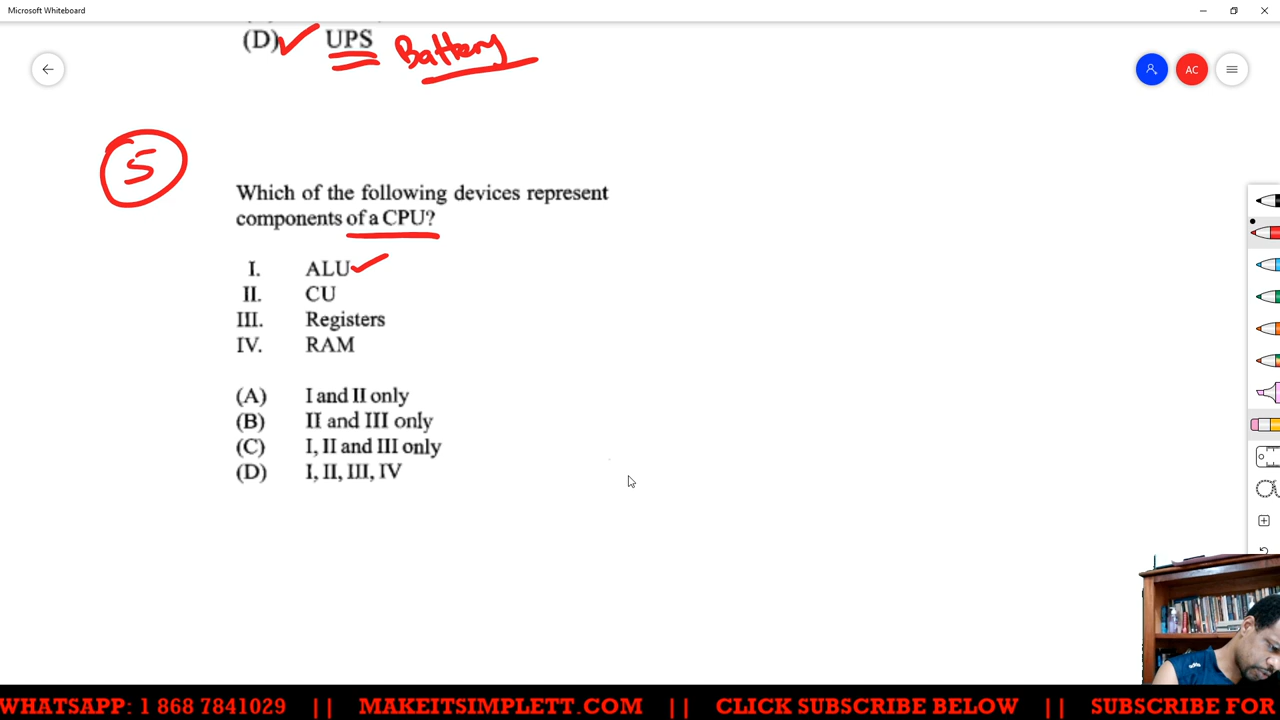 Microsoft Whiteboard
(D) UPS Battery
AC
5
Which of the following devices represent
components of a CPU?
I. ALU
II. CU
III. Registers
IV. RAM
(A) I and II only
(B) II and III only
(C) I, II and III only
(D) I, II, III, IV
WHATSAPP: 1 868 7841029 || MAKEITSIMPLETT.COM || CLICK SUBSCRIBE BELOW || SUBSCRIBE FOR